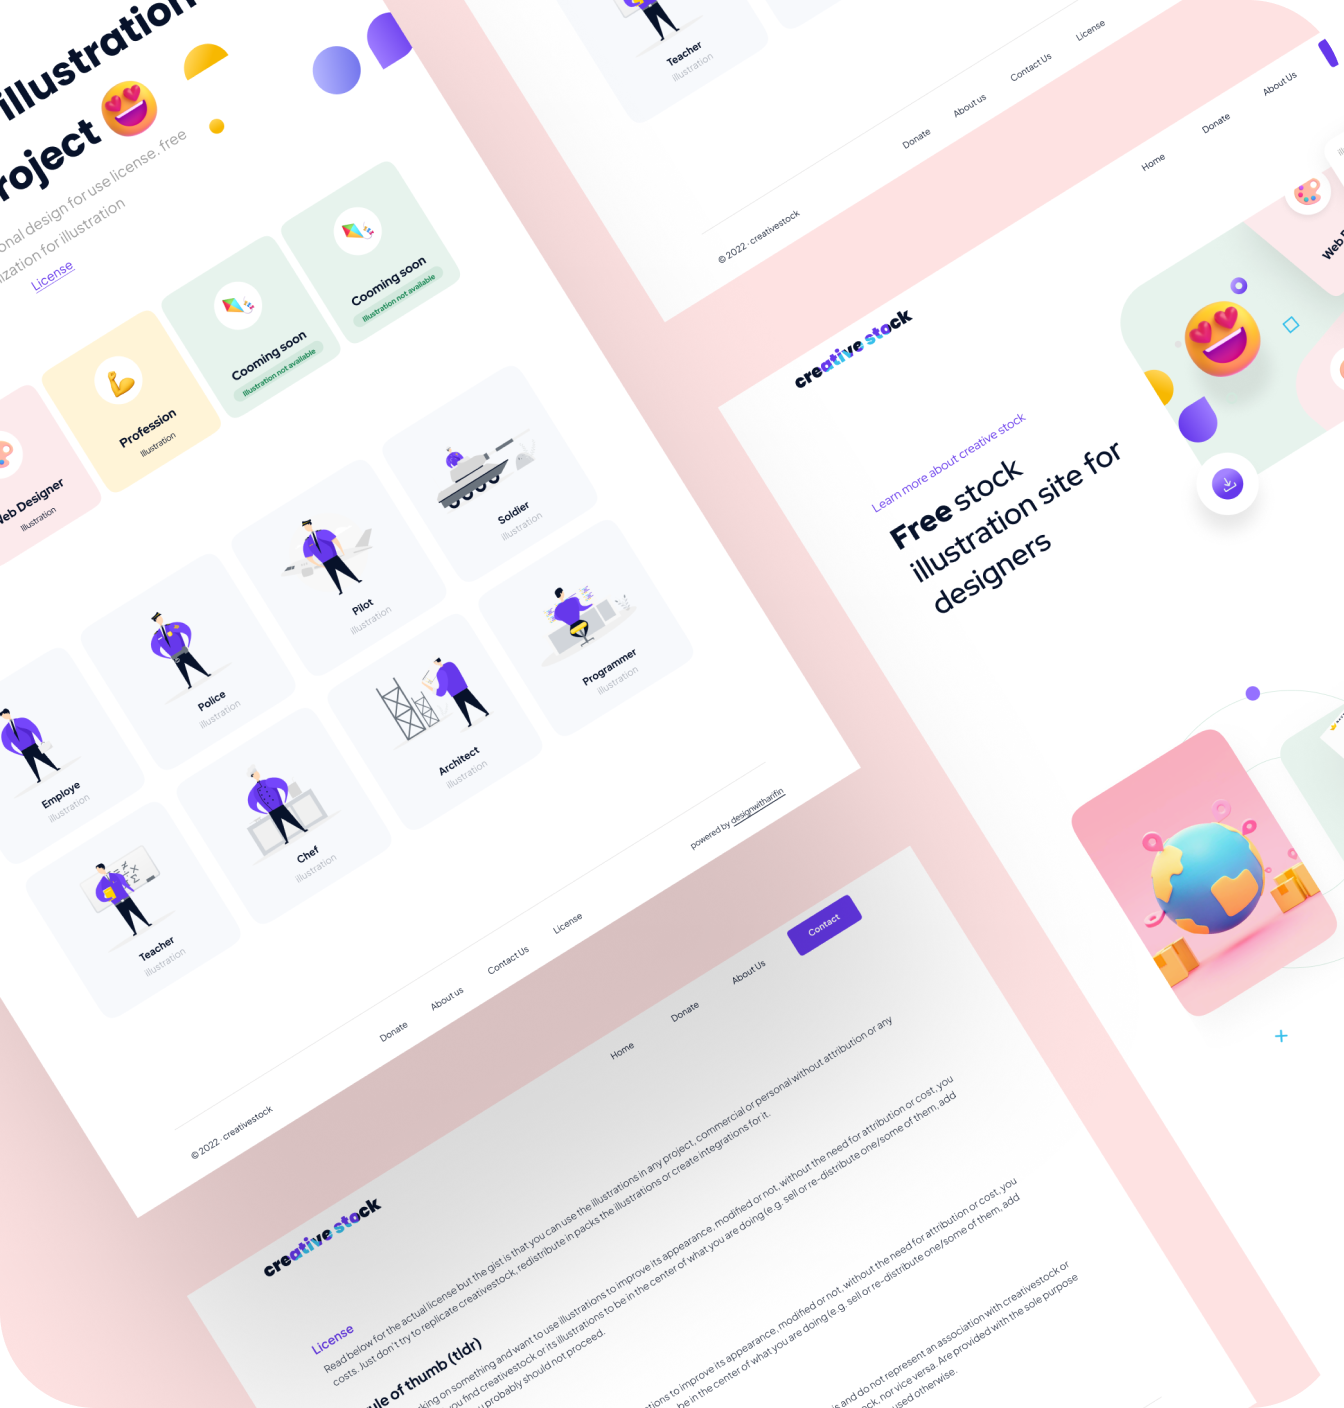 illustration
roject
onal design for use license. free
ization for illustration
License
eb Designer
Illustration
Profession
Illustration
Cooming soon
Illustration not available
Cooming soon
Illustration not available
Employe
illustration
Police
illustration
Pilot
illustration
Soldier
illustration
Teacher
illustration
Chef
illustration
Architect
illustration
Programmer
illustration
powered by designwitharifin
© 2022 · creativestock
Donate
About us
Contact Us
License
Teacher
illustration
© 2022 · creativestock
Donate
About us
Contact Us
License
creative stock
Home
Donate
About Us
Learn more about creative stock
Free stock
illustration site for
designers
Web
creative stock
Home
Donate
About Us
Contact
License
Read below for the actual license but the gist is that you can use the illustrations in any project, commercial or personal without attribution or any
costs. Just don't try to replicate creativestock, redistribute in packs the illustrations or create integrations for it.
ule of thumb (tldr)
king on something and want to use illustrations to improve its appearance, modified or not, without the need for attribution or cost, you
you find creativestock or its illustrations to be in the center of what you are doing (e.g. sell or re-distribute one/some of them, add
u probably should not proceed.
tions to improve its appearance, modified or not, without the need for attribution or cost, you
be in the center of what you are doing (e.g. sell or re-distribute one/some of them, add
s and do not represent an association with creativestock or
ock, nor vice versa. Are provided with the sole purpose
used otherwise.